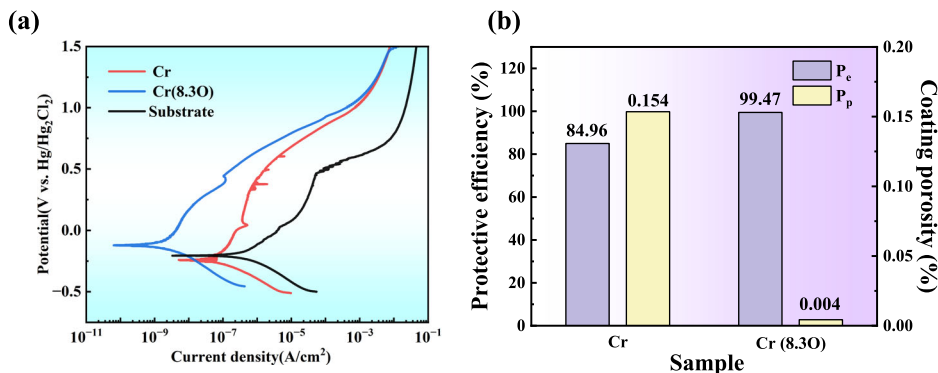 (a)
1.5
1.0
0.5
0.0
−0.5
Potential(V vs. Hg/Hg₂Cl₂)
Cr
Cr(8.3O)
Substrate
10⁻¹¹ 10⁻⁹ 10⁻⁷ 10⁻⁵ 10⁻³ 10⁻¹
Current density(A/cm²)
(b)
120
100
80
60
40
20
0
Protective efficiency (%)
84.96
0.154
99.47
0.004
Pₑ
Pₚ
0.20
0.15
0.10
0.05
0.00
Coating porosity (%)
Cr
Cr (8.3O)
Sample